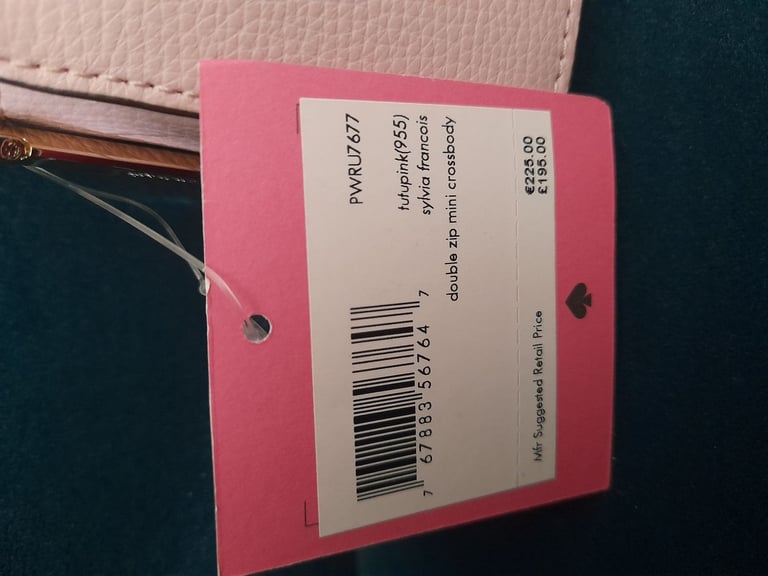 PWRU7677
tutupink(955)
sylvia francois
double zip mini crossbody
7 67883 56764 7
Mfr Suggested Retail Price
€225.00
£195.00